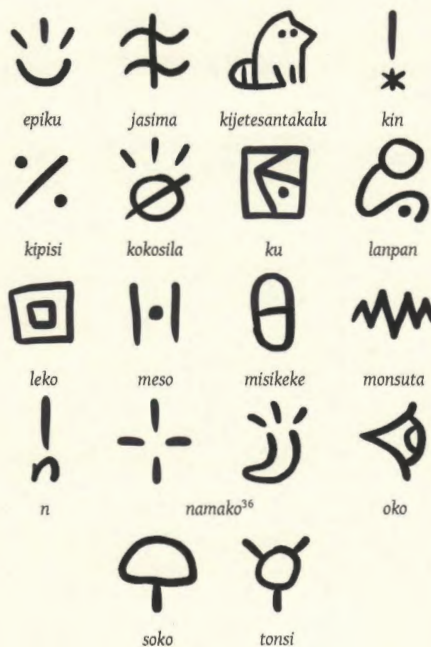 epiku jasima kijetesantakalu kin
kipisi kokosila ku lanpan
leko meso misikeke monsuta
n namako³⁶ oko
soko tonsi